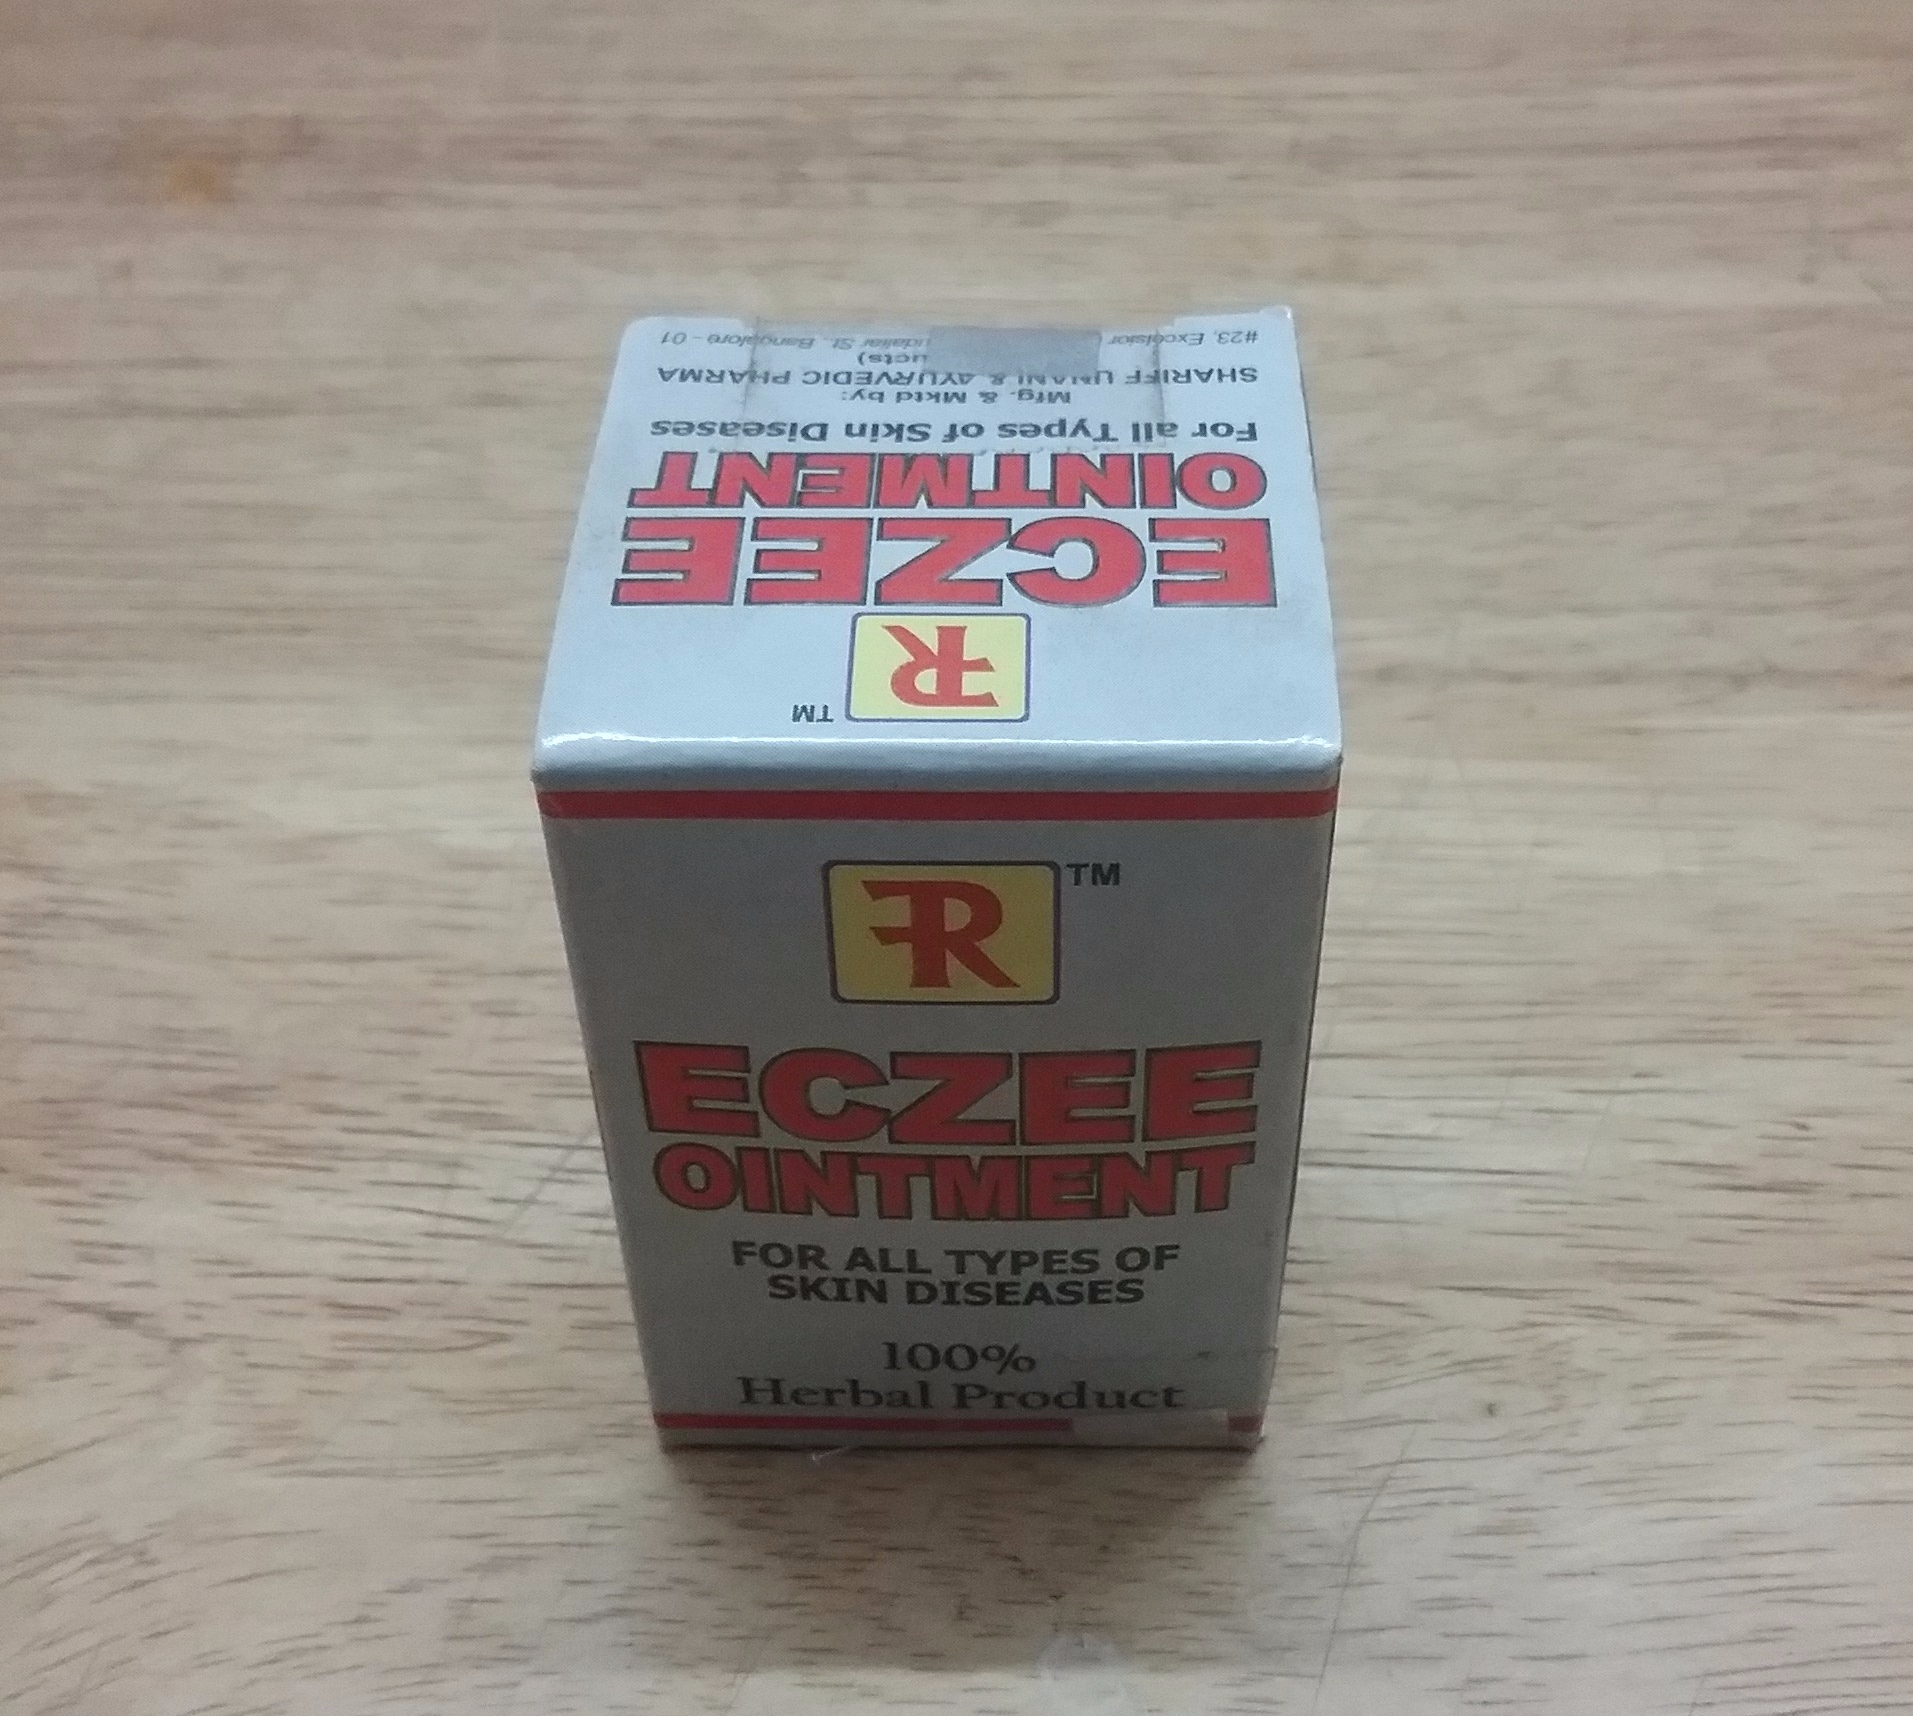 TM
R
ECZEE
OINTMENT
For all Types of Skin Diseases
Mfg. & Mktd by:
SHARIFF UNANI & AYURVEDIC PHARMA
#23, Excelsior St., Bangalore - 01
R TM
ECZEE
OINTMENT
FOR ALL TYPES OF
SKIN DISEASES
100%
Herbal Product